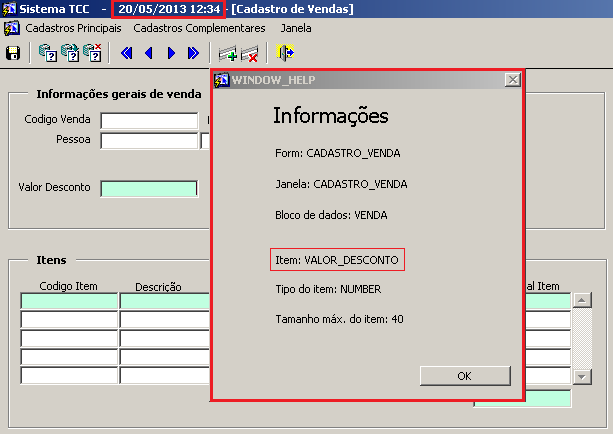 Sistema TCC - 20/05/2013 12:34 - [Cadastro de Vendas]
Cadastros Principais Cadastros Complementares Janela
Informações gerais de venda
Codigo Venda
Pessoa
Valor Desconto
WINDOW_HELP
Informações
Form: CADASTRO_VENDA
Janela: CADASTRO_VENDA
Bloco de dados: VENDA
Item: VALOR_DESCONTO
Tipo do item: NUMBER
Tamanho máx. do item: 40
OK
Itens
Codigo Item Descrição al Item